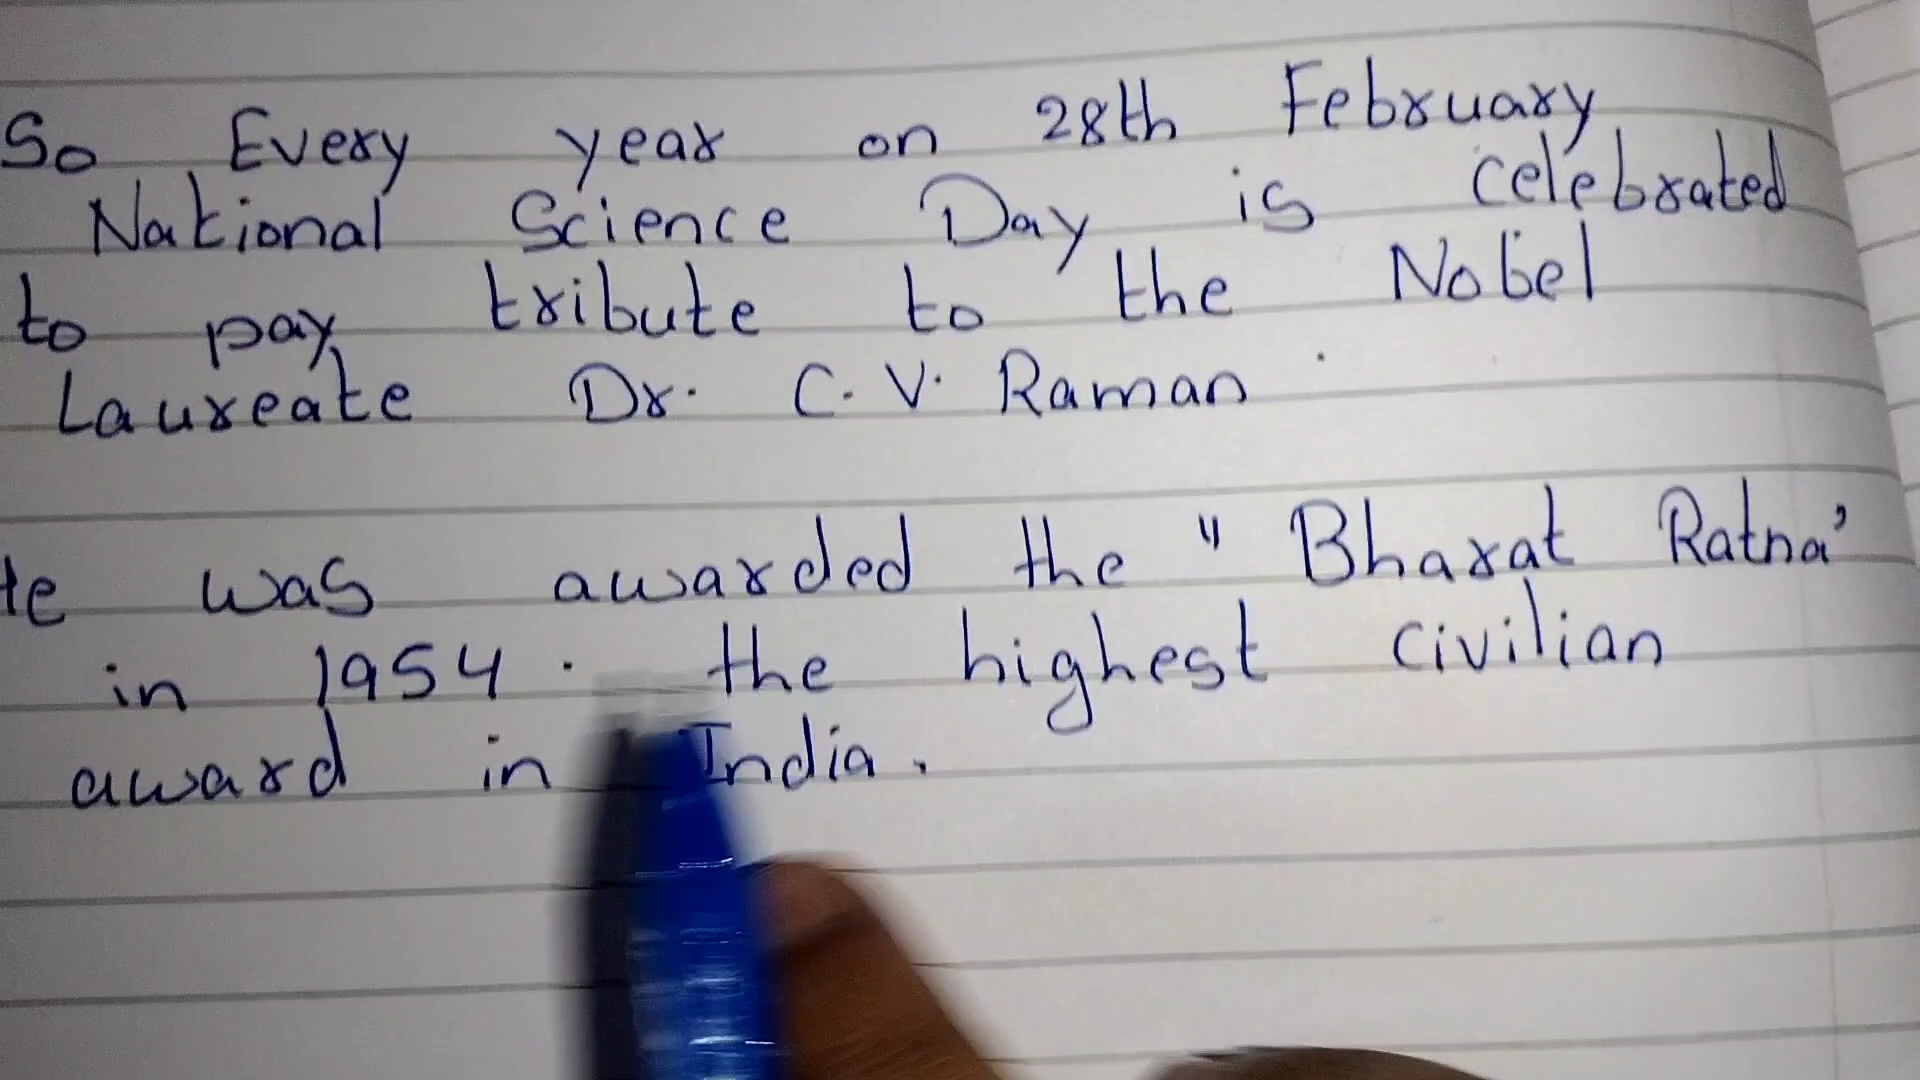 So Every year on 28th February
National Science Day is celebrated
to pay tribute to the Nobel
Laureate Dr. C. V. Raman
He was awarded the " Bharat Ratna'
in 1954. the highest civilian
award in India.